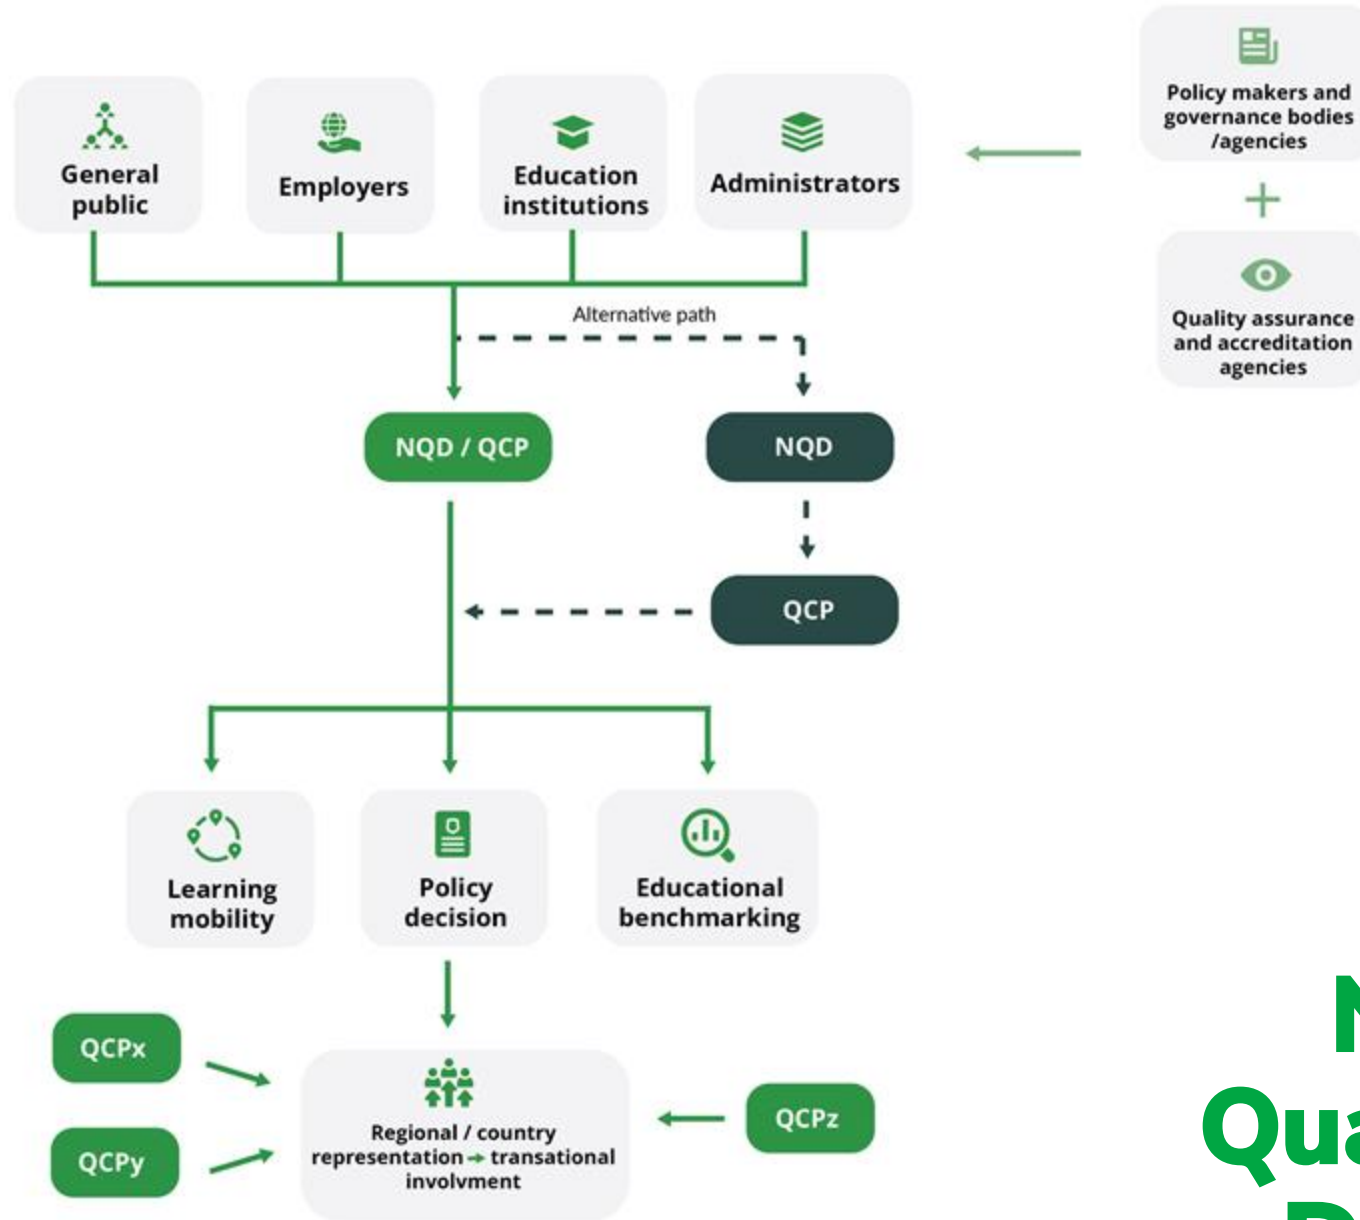 Policy makers and
governance bodies
/agencies
General
public
Employers
Education
institutions
Administrators
Quality assurance
and accreditation
agencies
Alternative path
NQD / QCP
NQD
QCP
Learning
mobility
Policy
decision
Educational
benchmarking
QCPx
QCPy
Regional / country
representation → transational
involvment
QCPz